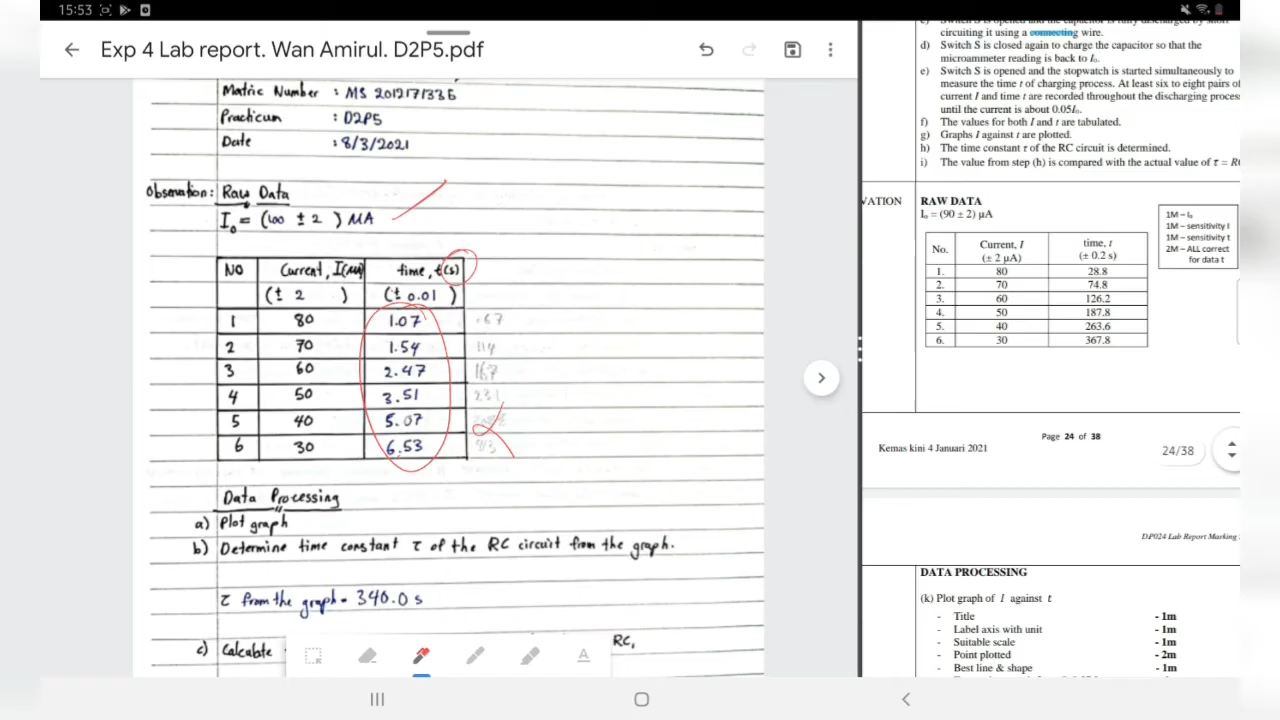 15:53
Exp 4 Lab report. Wan Amirul. D2P5.pdf
Matric Number : MS 2012171335
Practicum : D2P5
Date : 8/3/2021
Observation: Raw Data
I₀ = (100 ± 2 ) MA
NO Current, I(µA) time, t(s)
(± 2 ) (± 0.01 )
1 80 1.07 67
2 70 1.54 114
3 60 2.47 167
4 50 3.51 231
5 40 5.07
6 30 6.53
Data Processing
a) Plot graph
b) Determine time constant τ of the RC circuit from the graph.
τ from the graph = 340.0 s
c) Calculate RC,
circuiting it using a connecting wire.
d) Switch S is closed again to charge the capacitor so that the
microammeter reading is back to I₀.
e) Switch S is opened and the stopwatch is started simultaneously to
measure the time t of charging process. At least six to eight pairs of
current I and time t are recorded throughout the discharging proces
until the current is about 0.05I₀.
f) The values for both I and t are tabulated.
g) Graphs I against t are plotted.
h) The time constant τ of the RC circuit is determined.
i) The value from step (h) is compared with the actual value of τ = R
VATION RAW DATA
I₀ = (90 ± 2) µA
1M – I₀
1M – sensitivity I
1M – sensitivity t
2M – ALL correct
for data t
No. Current, I time, t
(± 2 µA) (± 0.2 s)
1. 80 28.8
2. 70 74.8
3. 60 126.2
4. 50 187.8
5. 40 263.6
6. 30 367.8
Page 24 of 38
Kemas kini 4 Januari 2021
24/38
DP024 Lab Report Marking
DATA PROCESSING
(k) Plot graph of I against t
- Title - 1m
- Label axis with unit - 1m
- Suitable scale - 1m
- Point plotted - 2m
- Best line & shape - 1m